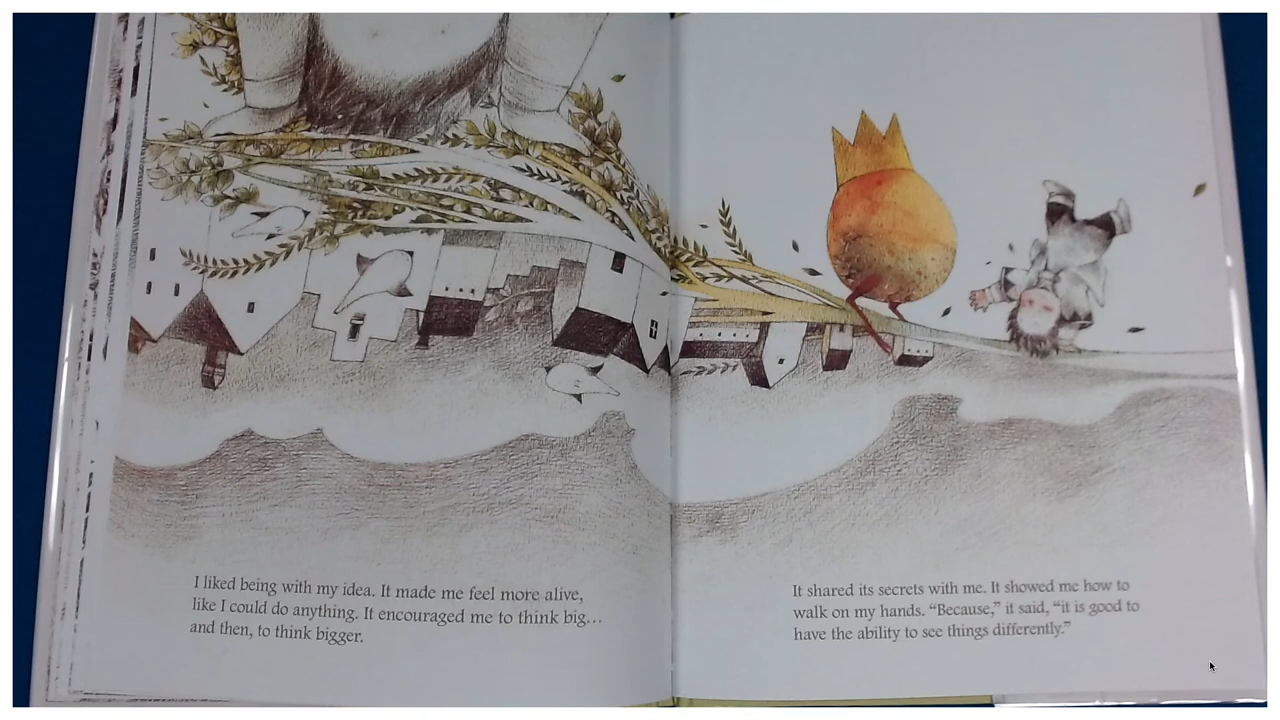 I liked being with my idea. It made me feel more alive,
like I could do anything. It encouraged me to think big...
and then, to think bigger.
It shared its secrets with me. It showed me how to
walk on my hands. “Because,” it said, “it is good to
have the ability to see things differently.”